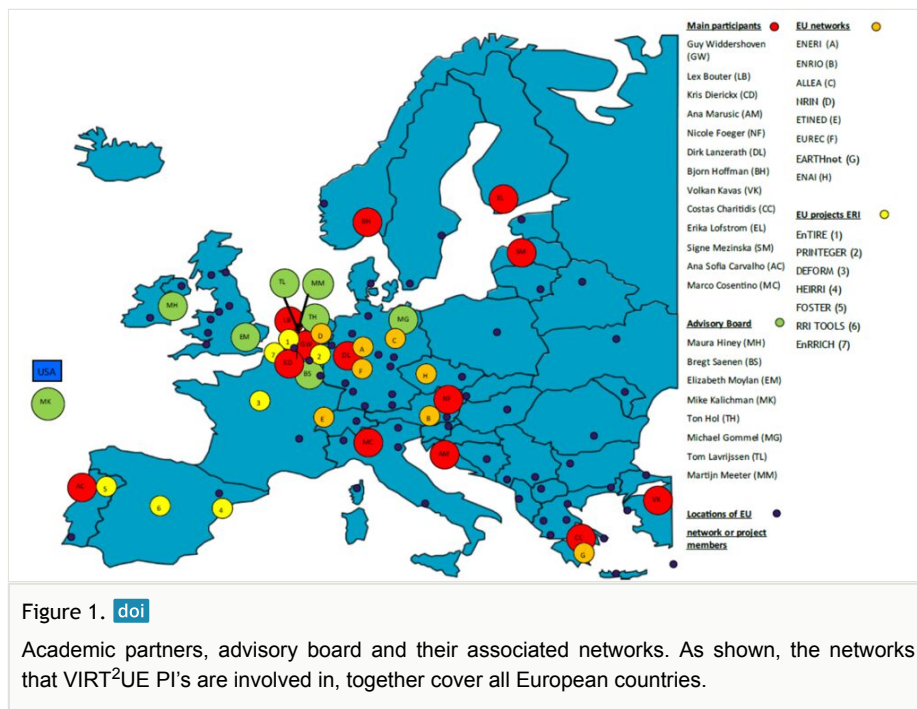 Main participants
Guy Widdershoven
(GW)
Lex Bouter (LB)
Kris Dierickx (CD)
Ana Marusic (AM)
Nicole Foeger (NF)
Dirk Lanzerath (DL)
Bjorn Hoffman (BH)
Volkan Kavas (VK)
Costas Charitidis (CC)
Erika Lofstrom (EL)
Signe Mezinska (SM)
Ana Sofia Carvalho (AC)
Marco Cosentino (MC)
Advisory Board
Maura Hiney (MH)
Bregt Saenen (BS)
Elizabeth Moylan (EM)
Mike Kalichman (MK)
Ton Hol (TH)
Michael Gommel (MG)
Tom Lavrijssen (TL)
Martijn Meeter (MM)
Locations of EU
network or project
members
EU networks
ENERI (A)
ENRIO (B)
ALLEA (C)
NRIN (D)
ETINED (E)
EUREC (F)
EARTHnet (G)
ENAI (H)
EU projects ERI
EnTIRE (1)
PRINTEGER (2)
DEFORM (3)
HEIRRI (4)
FOSTER (5)
RRI TOOLS (6)
EnRRICH (7)
BH
EL
SM
TL
MM
MH
TH
MG
EM
1
D
GW
7
2
DL
A
C
F
BS
H
USA
MK
3
E
B
MC
AM
AC
5
6
4
VK
CC
G
Figure 1. doi
Academic partners, advisory board and their associated networks. As shown, the networks
that VIRT²UE PI's are involved in, together cover all European countries.